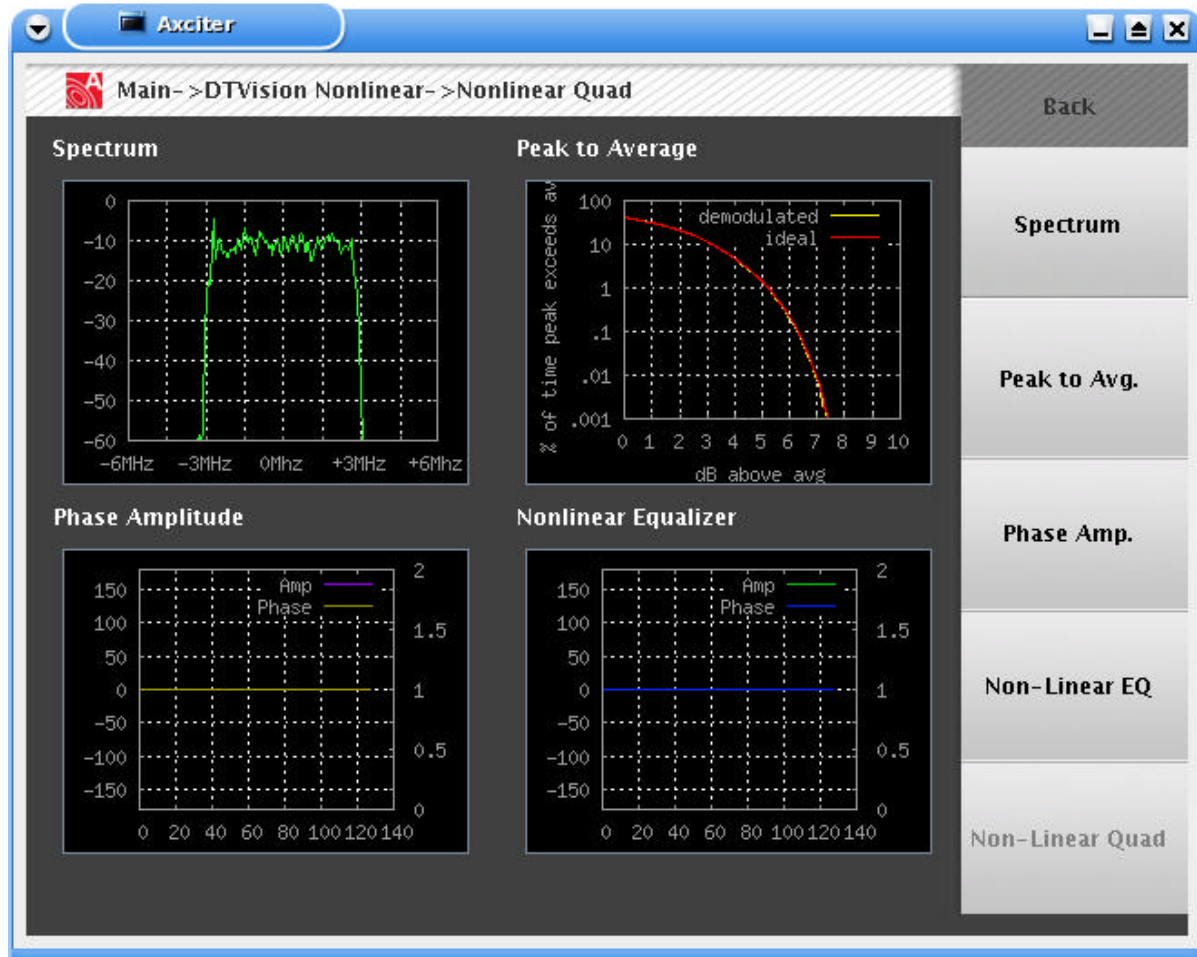 Axciter
Main->DTVision Nonlinear->Nonlinear Quad
Back
Spectrum
0
-10
-20
-30
-40
-50
-60
-6MHz -3MHz 0Mhz +3MHz +6Mhz
Peak to Average
% of time peak exceeds av
100
10
1
.1
.01
.001
demodulated
ideal
0 1 2 3 4 5 6 7 8 9 10
dB above avg
Phase Amplitude
150
100
50
0
-50
-100
-150
Amp
Phase
2
1.5
1
0.5
0
0 20 40 60 80 100 120 140
Nonlinear Equalizer
150
100
50
0
-50
-100
-150
Amp
Phase
2
1.5
1
0.5
0
0 20 40 60 80 100 120 140
Spectrum
Peak to Avg.
Phase Amp.
Non-Linear EQ
Non-Linear Quad